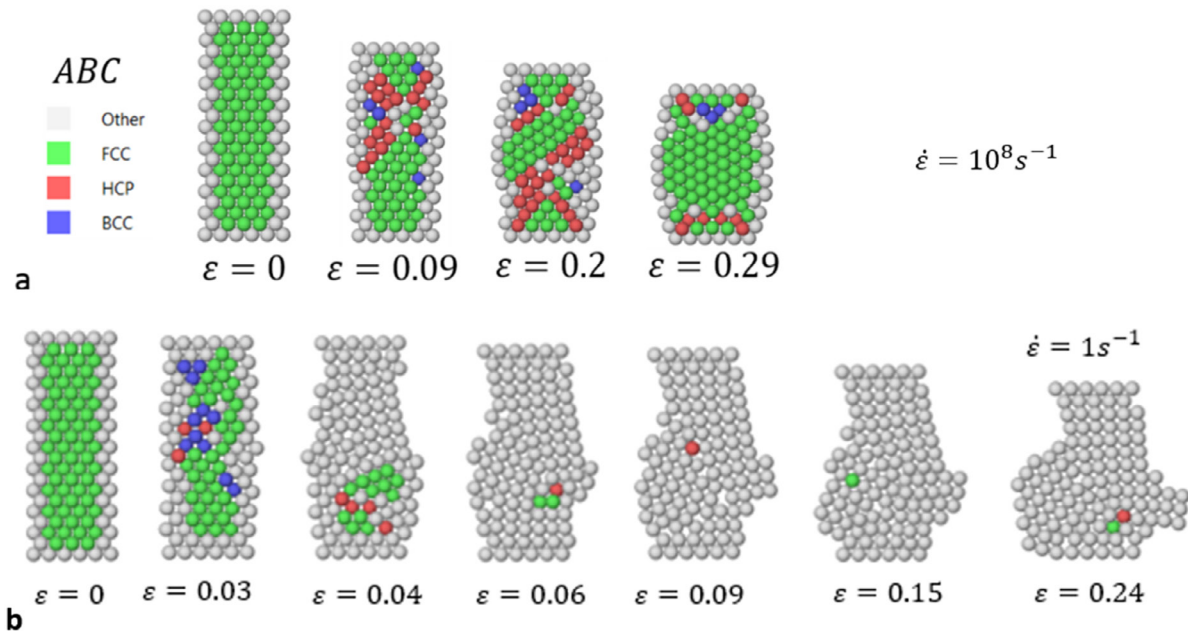 ABC
Other
FCC
HCP
BCC
ε̇ = 10⁸s⁻¹
ε = 0
ε = 0.09
ε = 0.2
ε = 0.29
a
ε̇ = 1s⁻¹
ε = 0
ε = 0.03
ε = 0.04
ε = 0.06
ε = 0.09
ε = 0.15
ε = 0.24
b